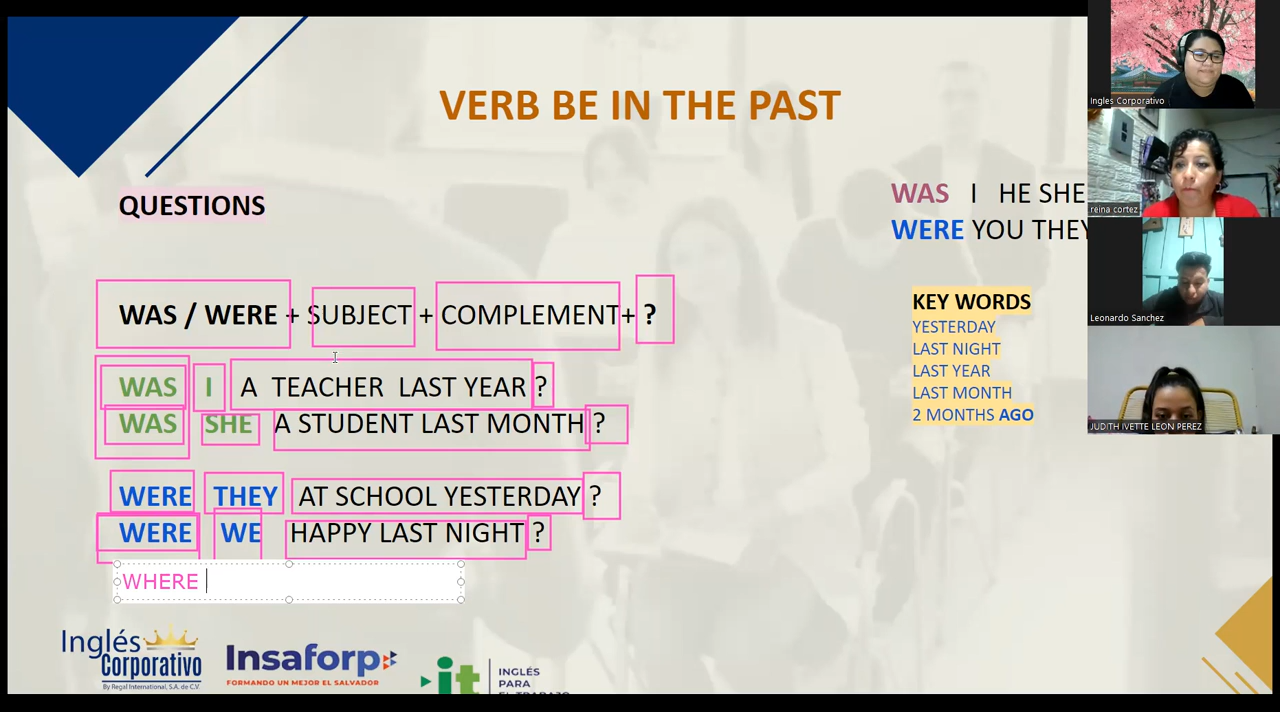 VERB BE IN THE PAST
QUESTIONS
WAS I HE SHE
WERE YOU THEY
WAS / WERE + SUBJECT + COMPLEMENT+ ?
WAS I A TEACHER LAST YEAR ?
WAS SHE A STUDENT LAST MONTH ?
WERE THEY AT SCHOOL YESTERDAY ?
WERE WE HAPPY LAST NIGHT ?
WHERE
KEY WORDS
YESTERDAY
LAST NIGHT
LAST YEAR
LAST MONTH
2 MONTHS AGO
Inglés
Corporativo
By Regal International, S.A. de C.V.
Insaforp
FORMANDO UN MEJOR EL SALVADOR
it
INGLÉS
PARA
EL TRABAJO
Ingles Corporativo
reina cortez
Leonardo Sanchez
JUDITH IVETTE LEON PEREZ